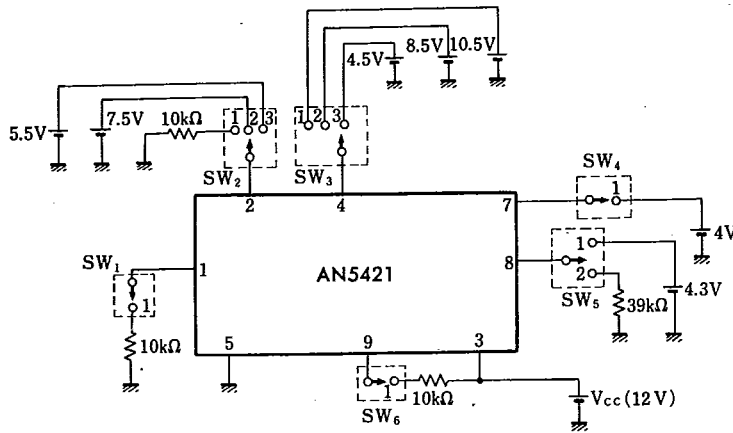 8.5V 10.5V
4.5V
7.5V 10kΩ 1 2 3 1 2 3
5.5V
SW2 SW3
2 4 7 SW4 1
4V
SW1 1 AN5421 8 1
2 4.3V
1 SW5 39kΩ
10kΩ 5 9 3
1 10kΩ VCC (12V)
SW6